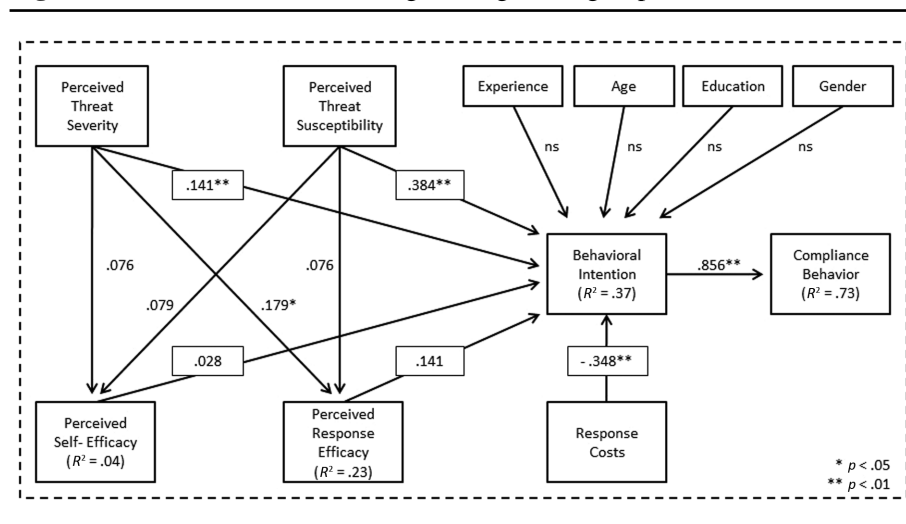 Perceived
Threat
Severity
Perceived
Threat
Susceptibility
Experience
Age
Education
Gender
ns
ns
ns
ns
.141**
.384**
.076
.079
.179*
.076
Behavioral
Intention
(R² = .37)
.856**
Compliance
Behavior
(R² = .73)
.028
.141
- .348**
Perceived
Self- Efficacy
(R² = .04)
Perceived
Response
Efficacy
(R² = .23)
Response
Costs
* p < .05
** p < .01